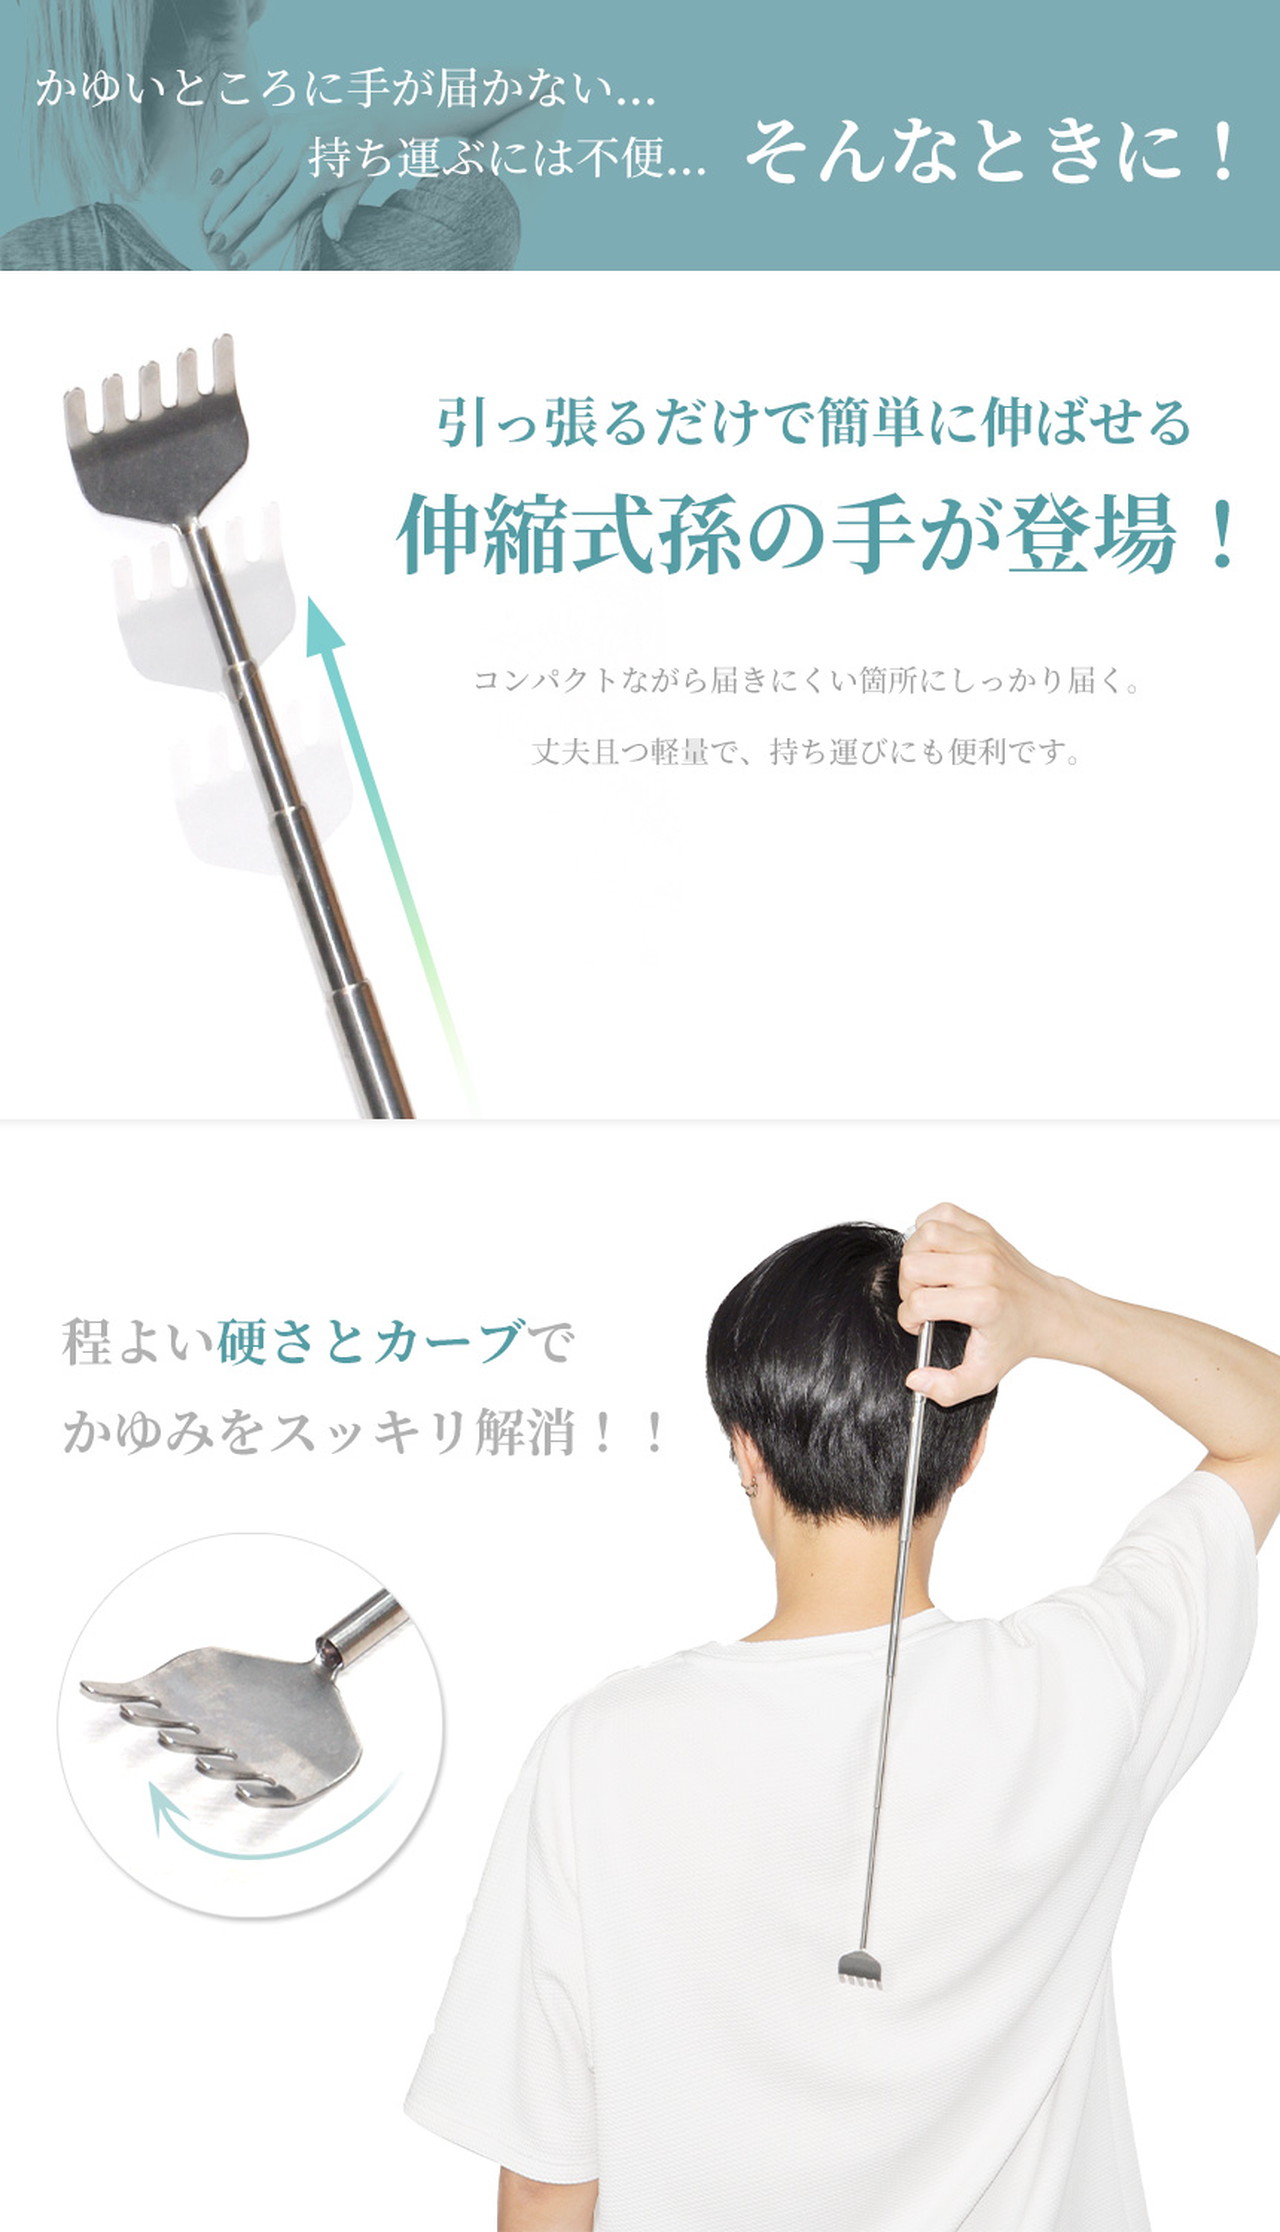 かゆいところに手が届かない...
持ち運ぶには不便...
そんなときに！
引っ張るだけで簡単に伸ばせる
伸縮式孫の手が登場！
コンパクトながら届きにくい箇所にしっかり届く。
丈夫且つ軽量で、持ち運びにも便利です。
程よい硬さとカーブで
かゆみをスッキリ解消！！